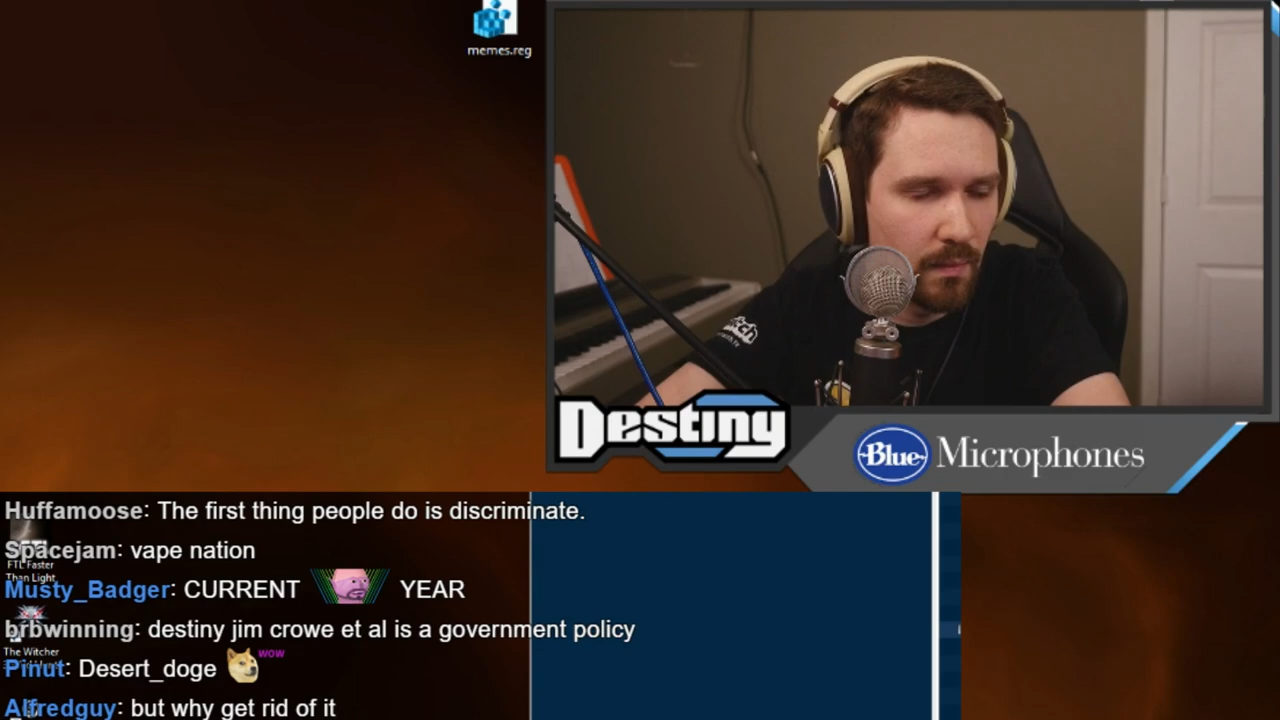 memes.reg
Destiny
Blue Microphones
Huffamoose: The first thing people do is discriminate.
Spacejam: vape nation
FTL Faster
Than Light
Musty_Badger: CURRENT YEAR
brbwinning: destiny jim crowe et al is a government policy
The Witcher
Pinut: Desert_doge wow
Alfredguy: but why get rid of it